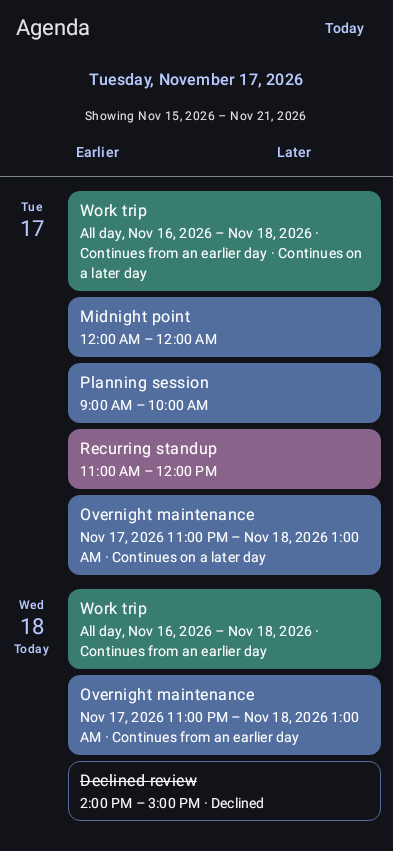 Agenda
Today
Tuesday, November 17, 2026
Showing Nov 15, 2026 – Nov 21, 2026
Earlier
Later
Tue
17
Work trip
All day, Nov 16, 2026 – Nov 18, 2026 ·
Continues from an earlier day · Continues on
a later day
Midnight point
12:00 AM – 12:00 AM
Planning session
9:00 AM – 10:00 AM
Recurring standup
11:00 AM – 12:00 PM
Overnight maintenance
Nov 17, 2026 11:00 PM – Nov 18, 2026 1:00
AM · Continues on a later day
Wed
18
Today
Work trip
All day, Nov 16, 2026 – Nov 18, 2026 ·
Continues from an earlier day
Overnight maintenance
Nov 17, 2026 11:00 PM – Nov 18, 2026 1:00
AM · Continues from an earlier day
Declined review
2:00 PM – 3:00 PM · Declined